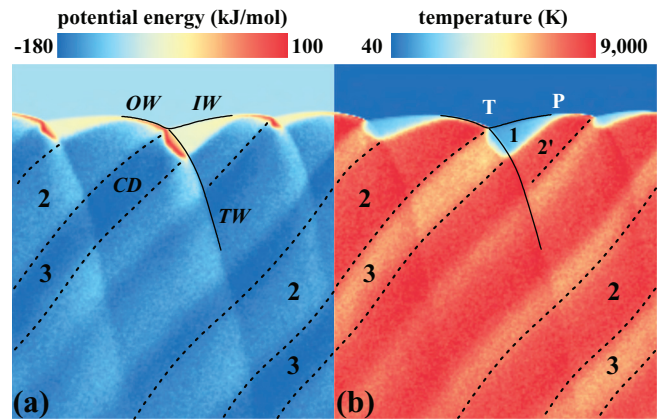 potential energy (kJ/mol)
-180 100
temperature (K)
40 9,000
OW IW
CD
TW
2
3
2
3
(a)
T P
1
2'
2
3
2
3
(b)